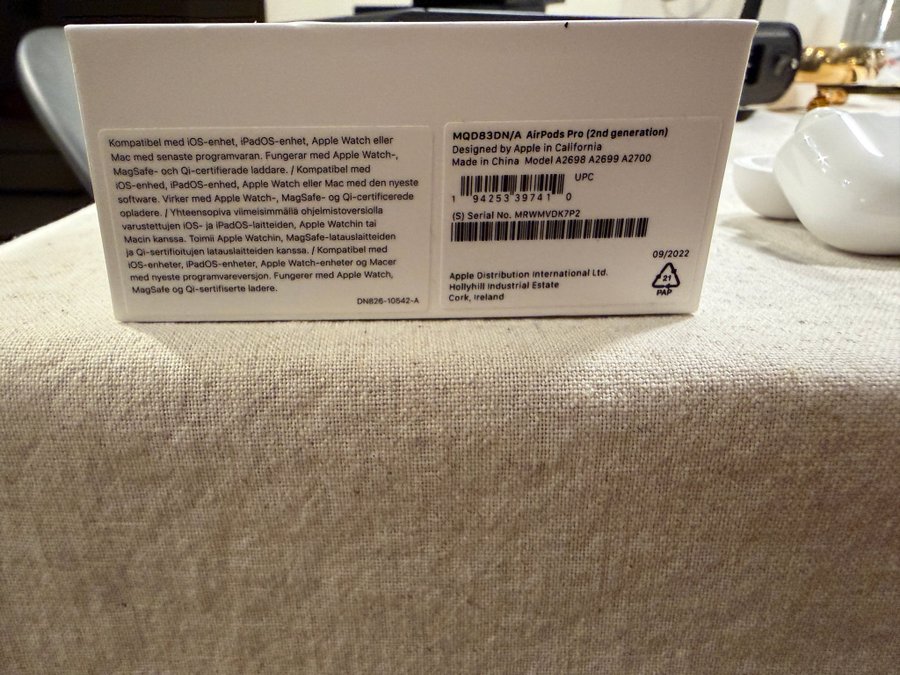 Kompatibel med iOS-enhet, iPadOS-enhet, Apple Watch eller
Mac med senaste programvaran. Fungerar med Apple Watch-,
MagSafe- och Qi-certifierade laddare. / Kompatibel med
iOS-enhed, iPadOS-enhed, Apple Watch eller Mac med den nyeste
software. Virker med Apple Watch-, MagSafe- og Qi-certificerede
opladere. / Yhteensopiva viimeisimmällä ohjelmistoversiolla
varustettujen iOS- ja iPadOS-laitteiden, Apple Watchin tai
Macin kanssa. Toimii Apple Watchin, MagSafe-latauslaitteiden
ja Qi-sertifioitujen latauslaitteiden kanssa. / Kompatibel med
iOS-enheter, iPadOS-enheter, Apple Watch-enheter og Macer
med nyeste programvareversjon. Fungerer med Apple Watch,
MagSafe og Qi-sertifiserte ladere.
DN826-10542-A
MQD83DN/A AirPods Pro (2nd generation)
Designed by Apple in California
Made in China Model A2698 A2699 A2700
UPC
1 94253 39741 0
(S) Serial No. MRWMVDK7P2
09/2022
Apple Distribution International Ltd.
Hollyhill Industrial Estate
Cork, Ireland
21
PAP